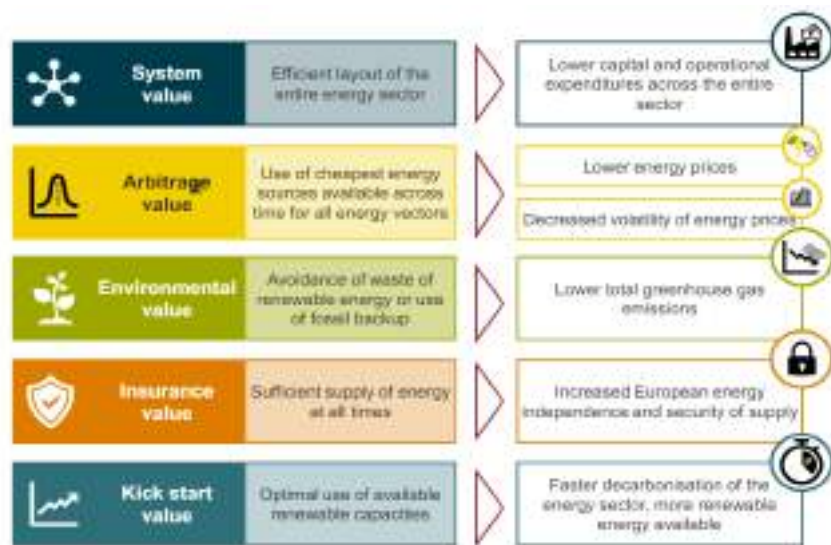 System
value
Efficient layout of the
entire energy sector
Lower capital and operational
expenditures across the entire
sector
Arbitrage
value
Use of cheapest energy
sources available across
time for all energy vectors
Lower energy prices
Decreased volatility of energy prices
Environmental
value
Avoidance of waste of
renewable energy or use
of fossil backup
Lower total greenhouse gas
emissions
Insurance
value
Sufficient supply of energy
at all times
Increased European energy
independence and security of supply
Kick start
value
Optimal use of available
renewable capacities
Faster decarbonisation of the
energy sector, more renewable
energy available